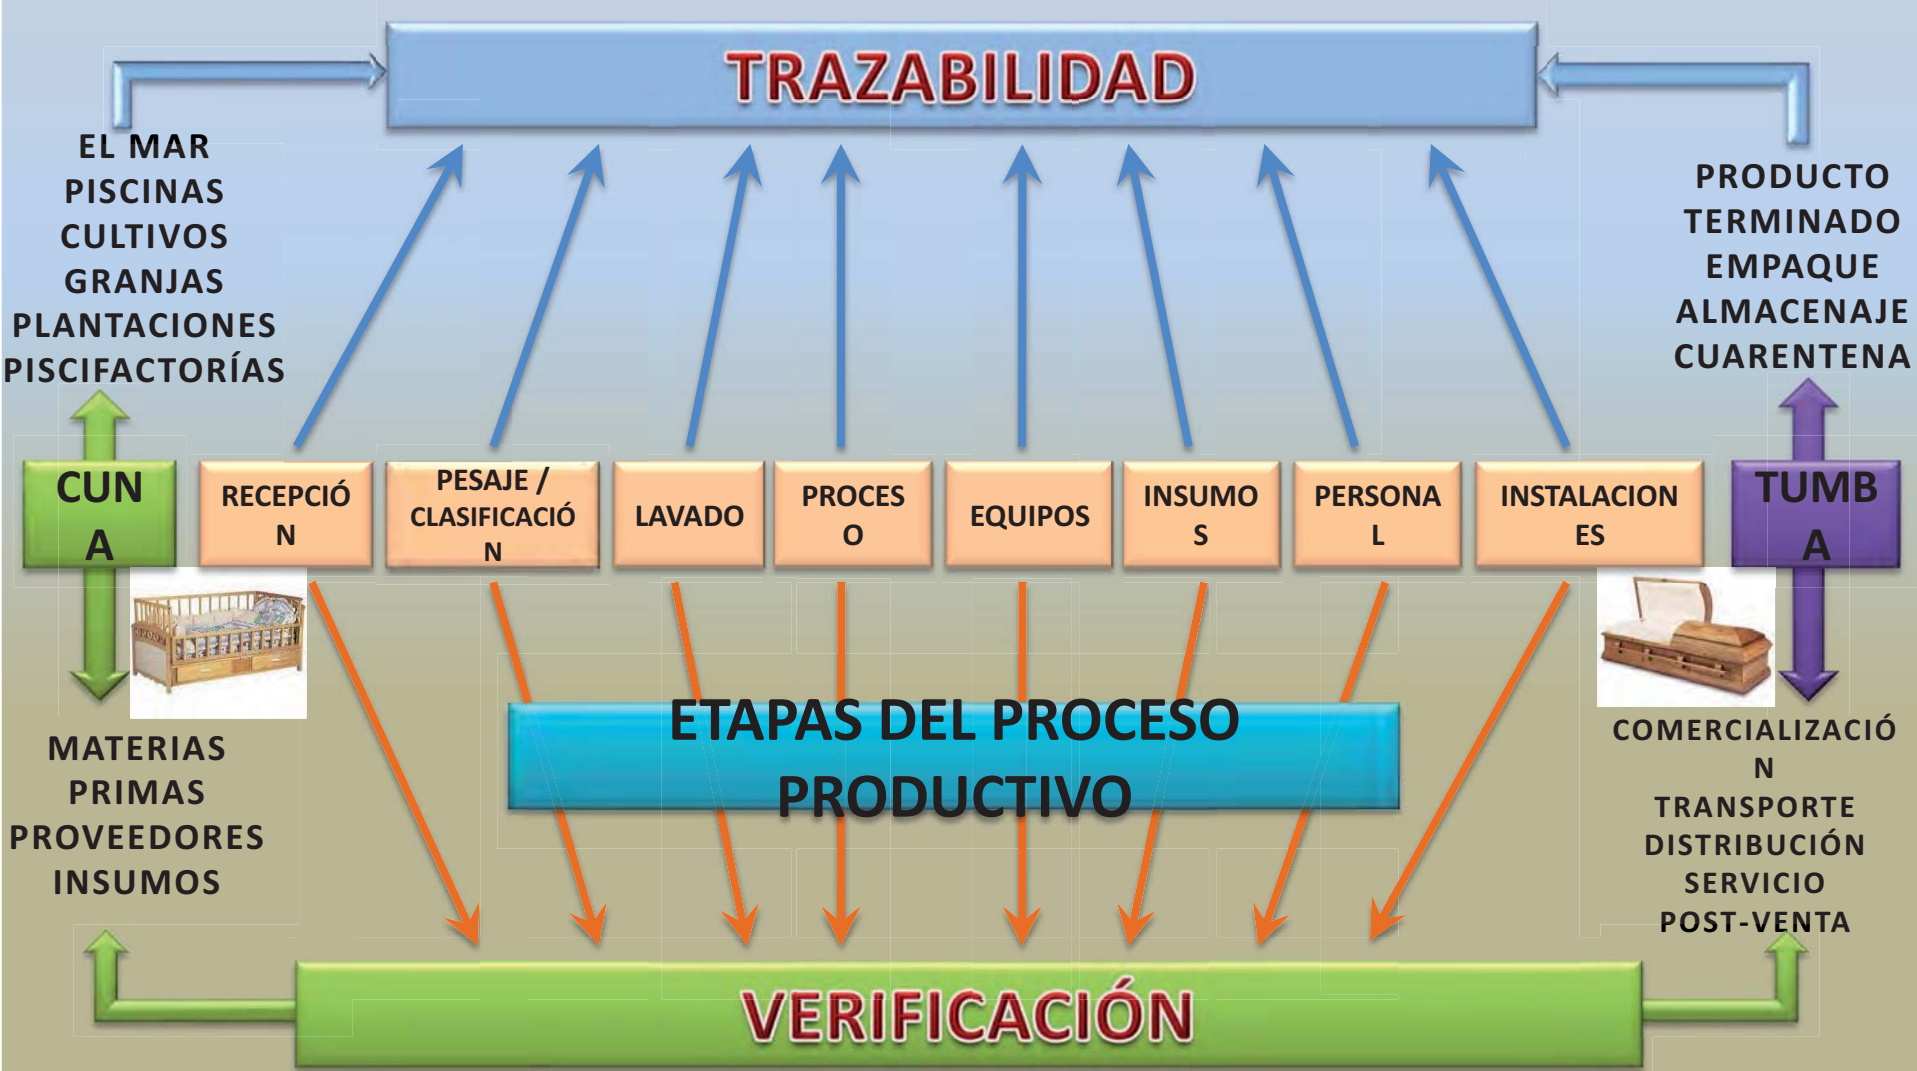 TRAZABILIDAD
EL MAR
PISCINAS
CULTIVOS
GRANJAS
PLANTACIONES
PISCIFACTORÍAS
PRODUCTO
TERMINADO
EMPAQUE
ALMACENAJE
CUARENTENA
CUN
A
RECEPCIÓ
N
PESAJE /
CLASIFICACIÓ
N
LAVADO
PROCES
O
EQUIPOS
INSUMO
S
PERSONA
L
INSTALACION
ES
TUMB
A
ETAPAS DEL PROCESO
PRODUCTIVO
MATERIAS
PRIMAS
PROVEEDORES
INSUMOS
COMERCIALIZACIÓ
N
TRANSPORTE
DISTRIBUCIÓN
SERVICIO
POST-VENTA
VERIFICACIÓN